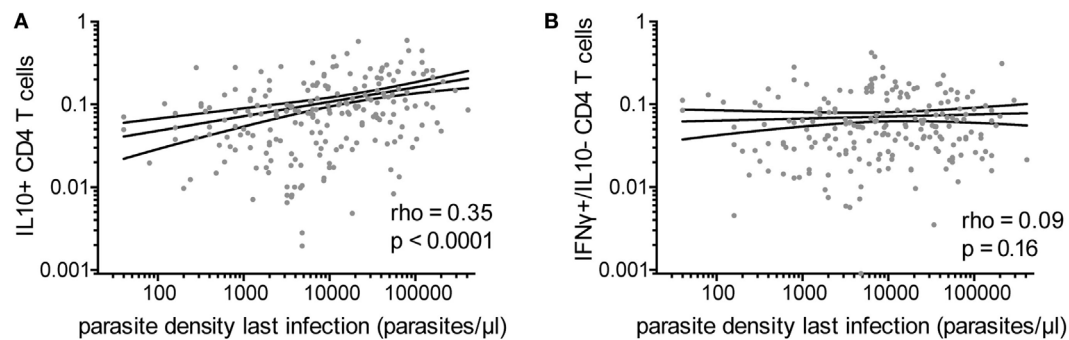 A
IL10+ CD4 T cells
1
0.1
0.01
0.001
rho = 0.35
p < 0.0001
100
1000
10000
100000
parasite density last infection (parasites/µl)
B
IFNγ+/IL10- CD4 T cells
1
0.1
0.01
0.001
rho = 0.09
p = 0.16
100
1000
10000
100000
parasite density last infection (parasites/µl)